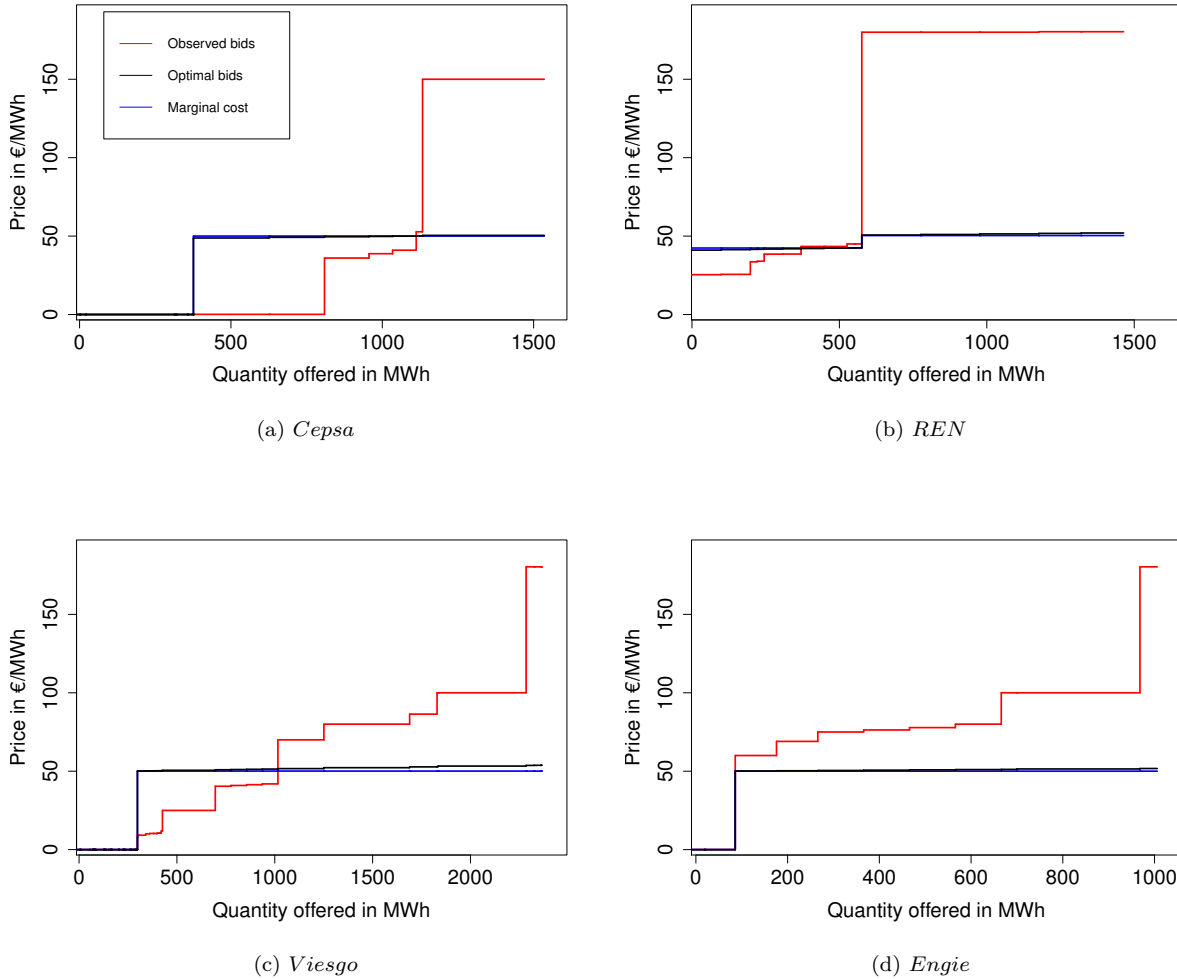 Observed bids
Optimal bids
Marginal cost
Price in €/MWh
0 50 100 150
0 500 1000 1500
Quantity offered in MWh
(a) Cepsa
Price in €/MWh
0 50 100 150
0 500 1000 1500
Quantity offered in MWh
(b) REN
Price in €/MWh
0 50 100 150
0 500 1000 1500 2000
Quantity offered in MWh
(c) Viesgo
Price in €/MWh
0 50 100 150
0 200 400 600 800 1000
Quantity offered in MWh
(d) Engie